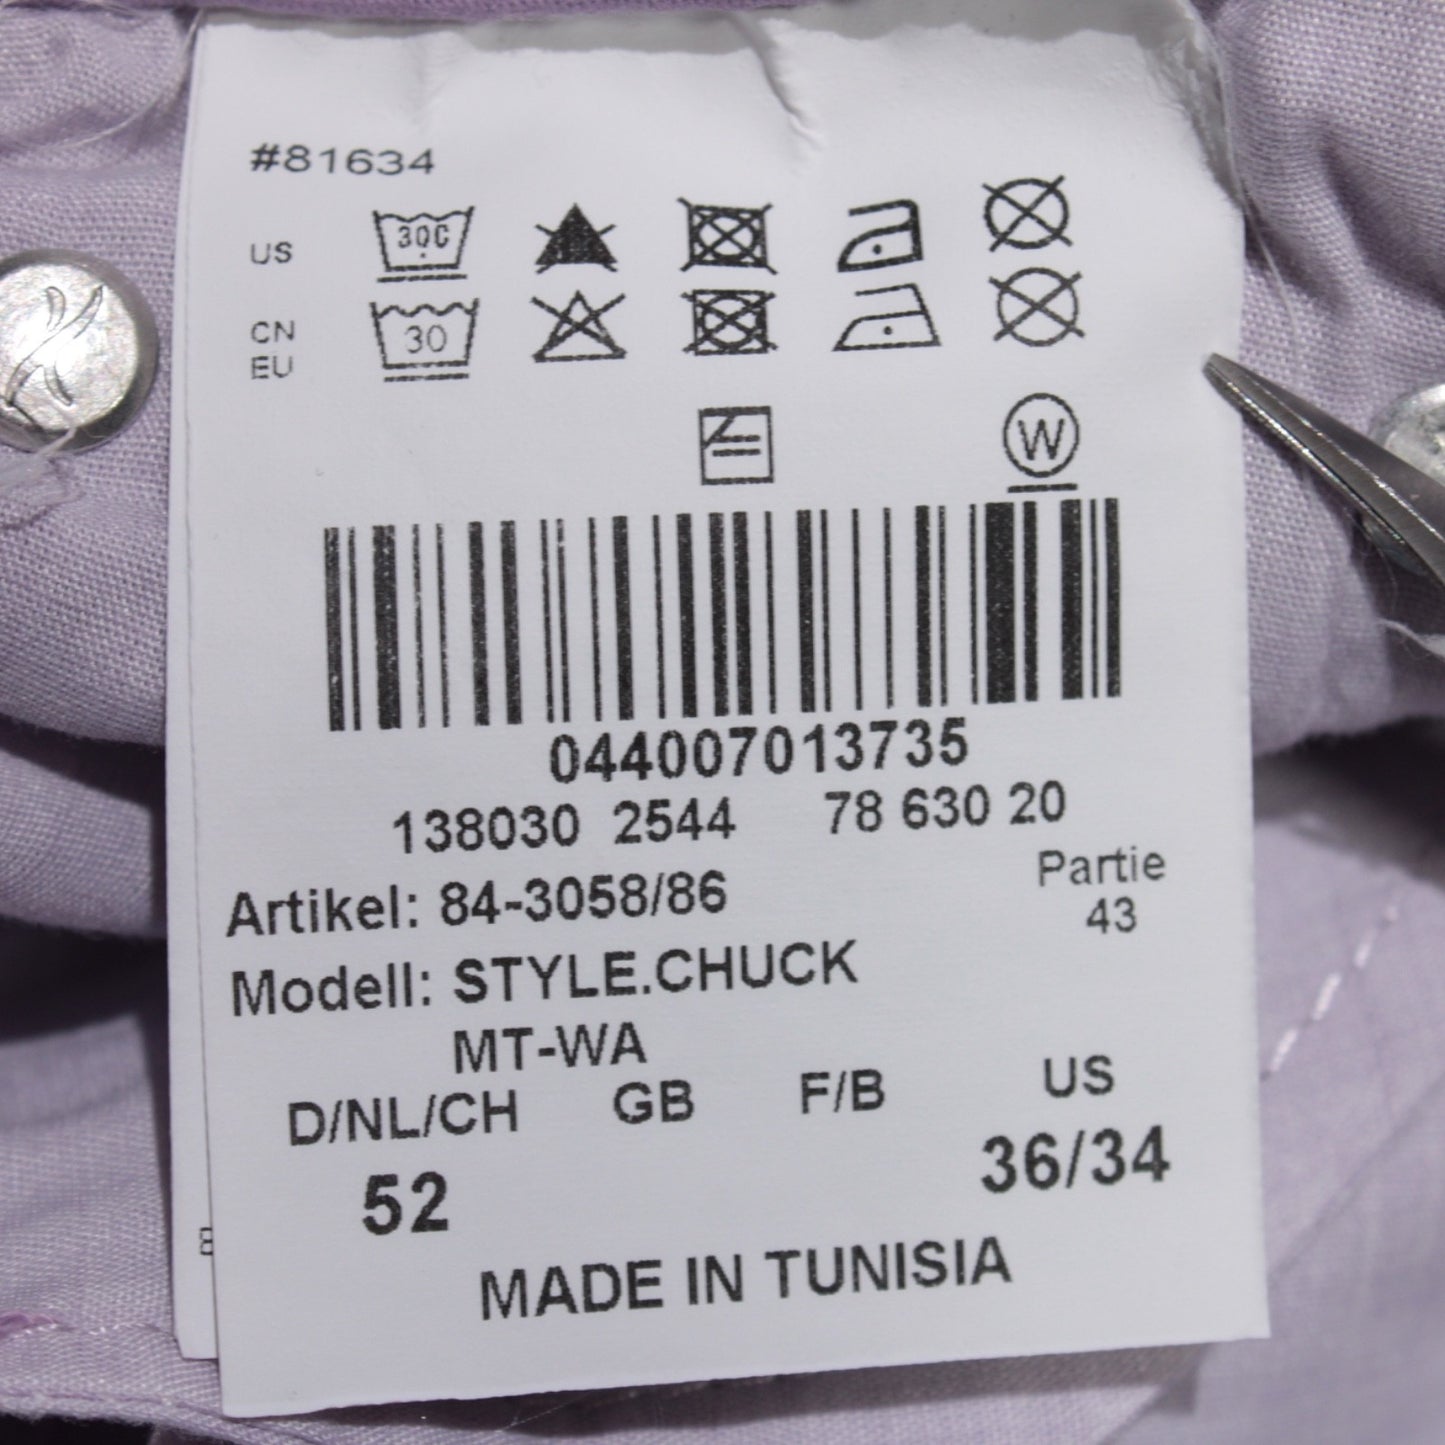 #81634
US 30C
CN 30
EU
W
044007013735
138030 2544 78 630 20
Artikel: 84-3058/86 Partie
43
Modell: STYLE.CHUCK
MT-WA
D/NL/CH GB F/B US
52 36/34
MADE IN TUNISIA